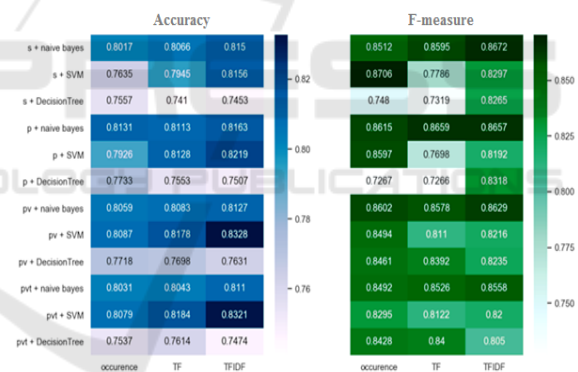 Accuracy F-measure
s + naive bayes 0.8017 0.8066 0.815 0.8512 0.8595 0.8672
s + SVM 0.7635 0.7945 0.8156 0.8706 0.7786 0.8297
s + DecisionTree 0.7557 0.741 0.7453 0.748 0.7319 0.8265
p + naive bayes 0.8131 0.8113 0.8163 0.8615 0.8659 0.8657
p + SVM 0.7926 0.8128 0.8219 0.8597 0.7698 0.8192
p + DecisionTree 0.7733 0.7553 0.7507 0.7267 0.7266 0.8318
pv + naive bayes 0.8059 0.8083 0.8127 0.8602 0.8578 0.8629
pv + SVM 0.8087 0.8178 0.8328 0.8494 0.811 0.8216
pv + DecisionTree 0.7718 0.7698 0.7631 0.8461 0.8392 0.8235
pvt + naive bayes 0.8031 0.8043 0.811 0.8492 0.8526 0.8558
pvt + SVM 0.8079 0.8184 0.8321 0.8295 0.8122 0.82
pvt + DecisionTree 0.7537 0.7614 0.7474 0.8428 0.84 0.805
occurence TF TFIDF occurence TF TFIDF
0.82
0.80
0.78
0.76
0.850
0.825
0.800
0.775
0.750